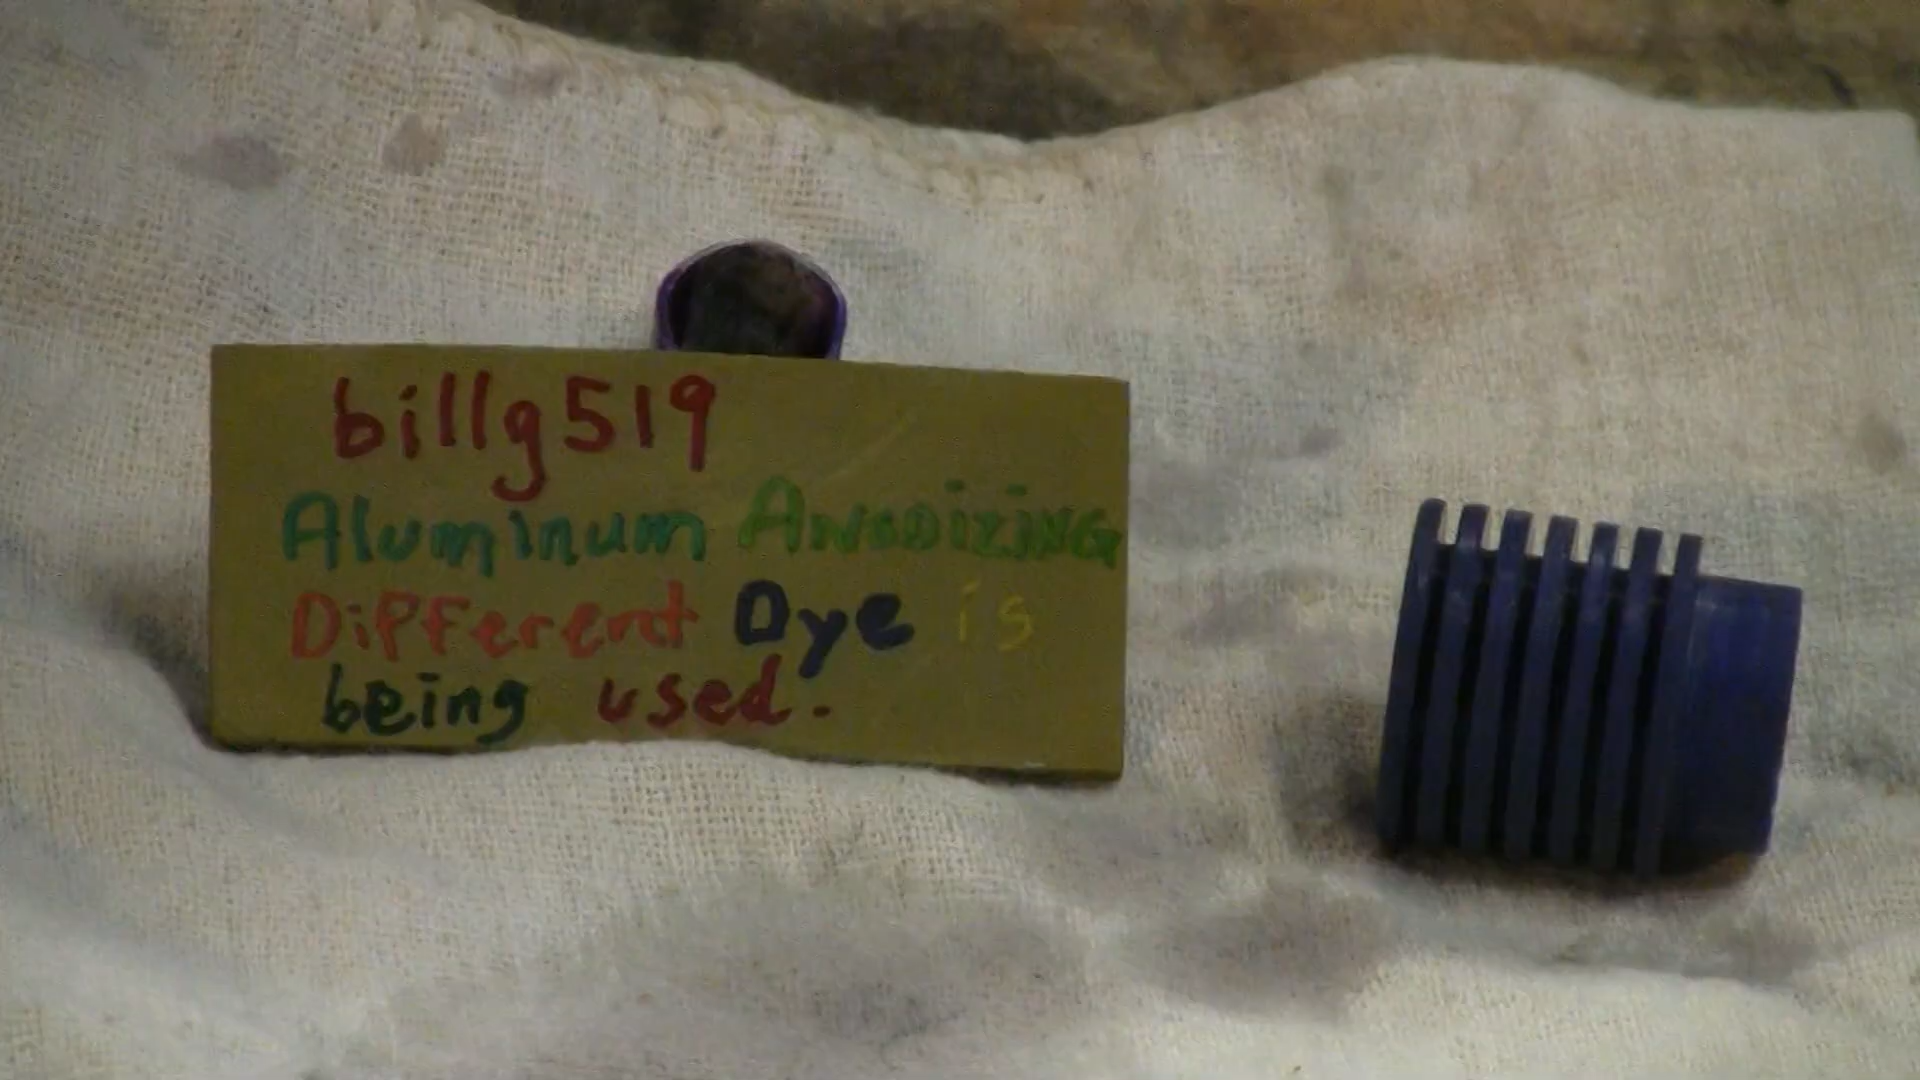 billg519
Aluminum ANODIZING
Different Dye is
being used.